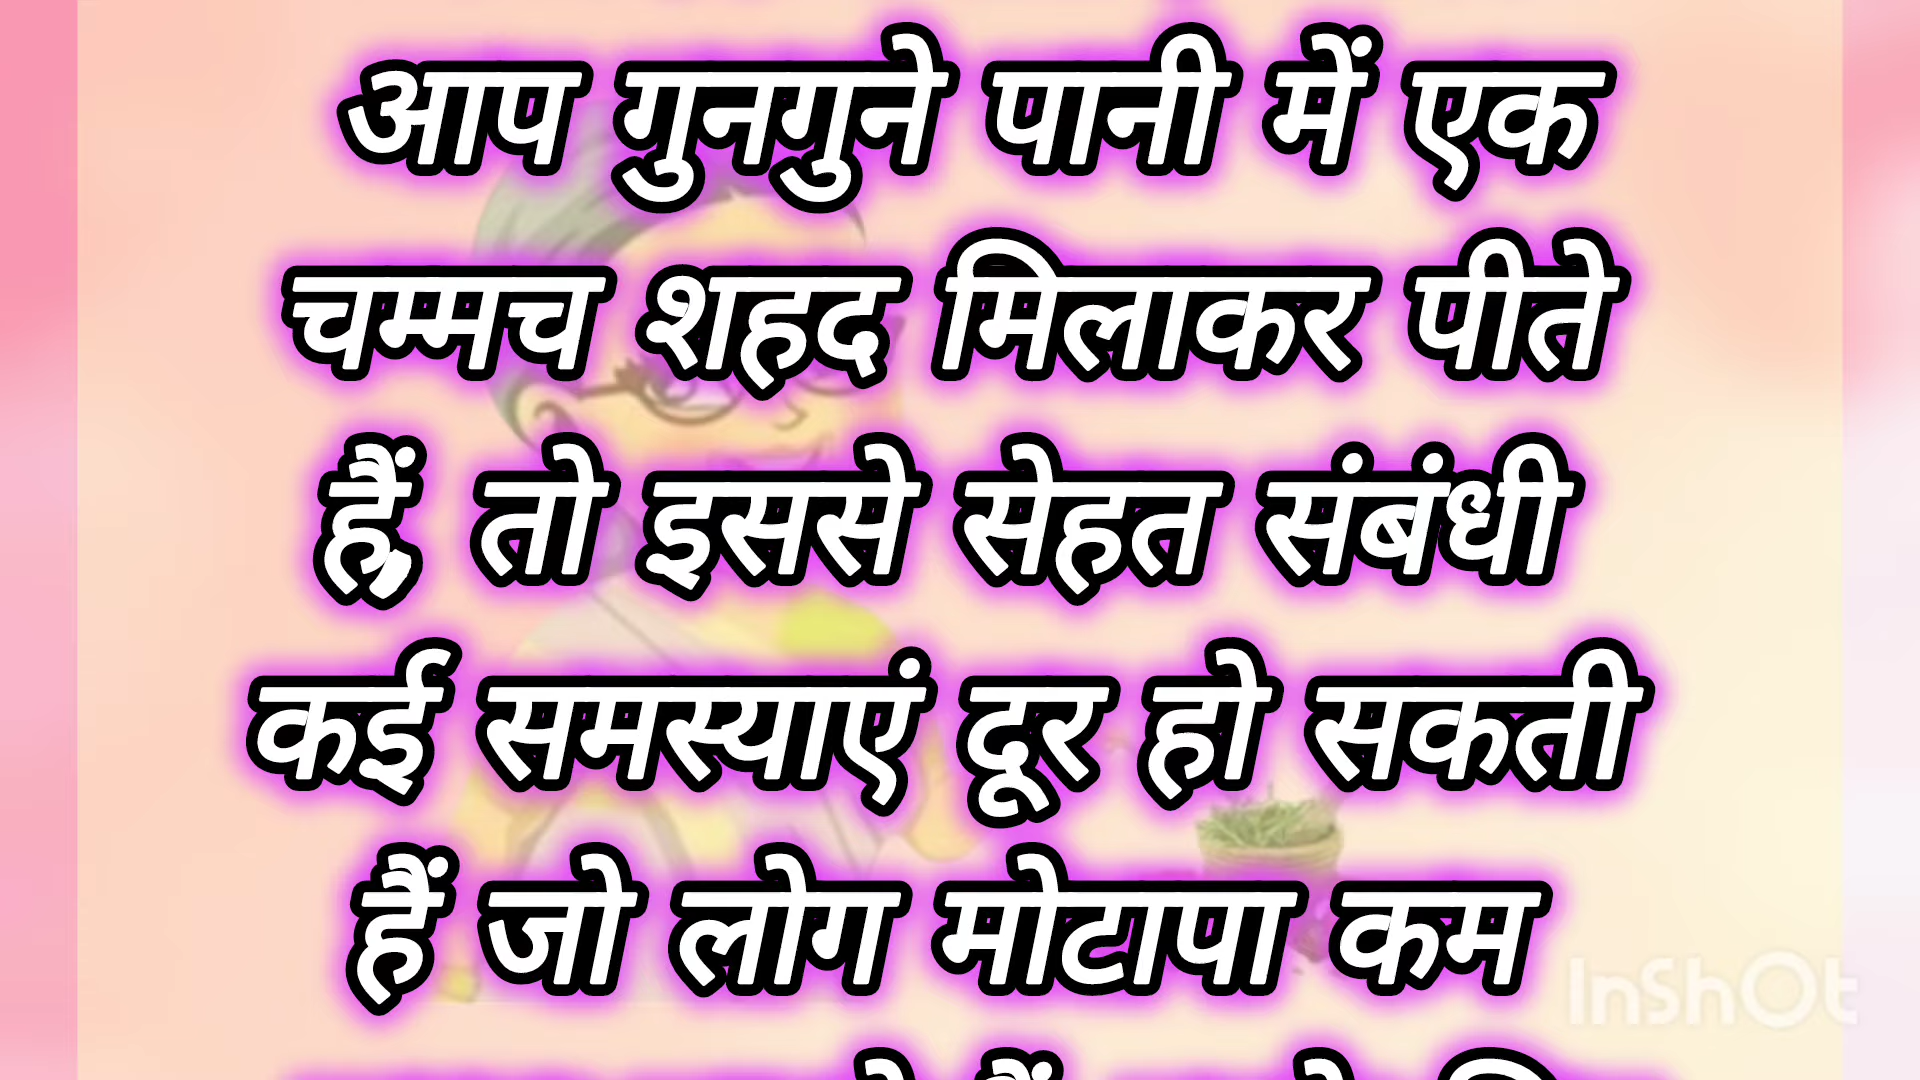 आप गुनगुने पानी में एक
चम्मच शहद मिलाकर पीते
हैं, तो इससे सेहत संबंधी
कई समस्याएं दूर हो सकती
हैं जो लोग मोटापा कम
InShOt